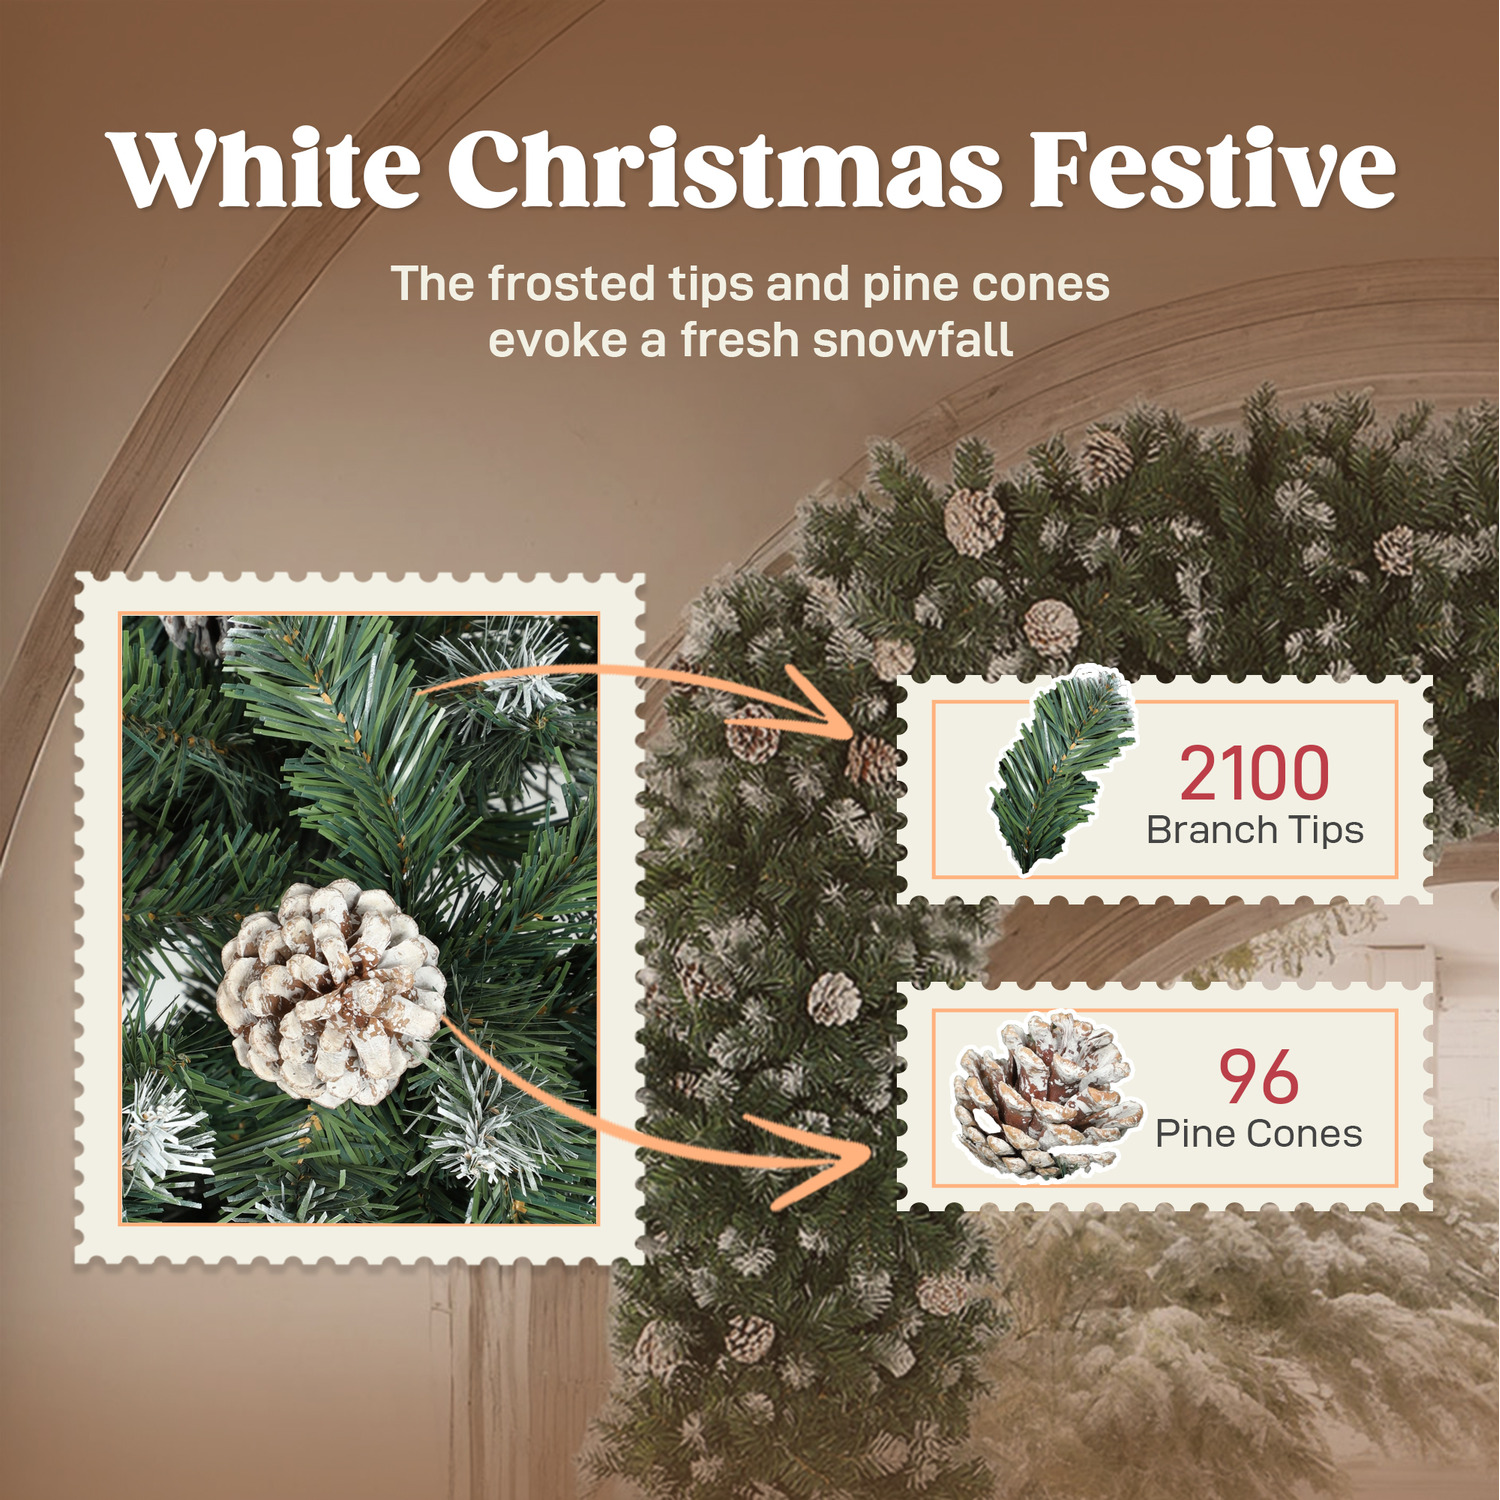 White Christmas Festive
The frosted tips and pine cones
evoke a fresh snowfall
2100
Branch Tips
96
Pine Cones